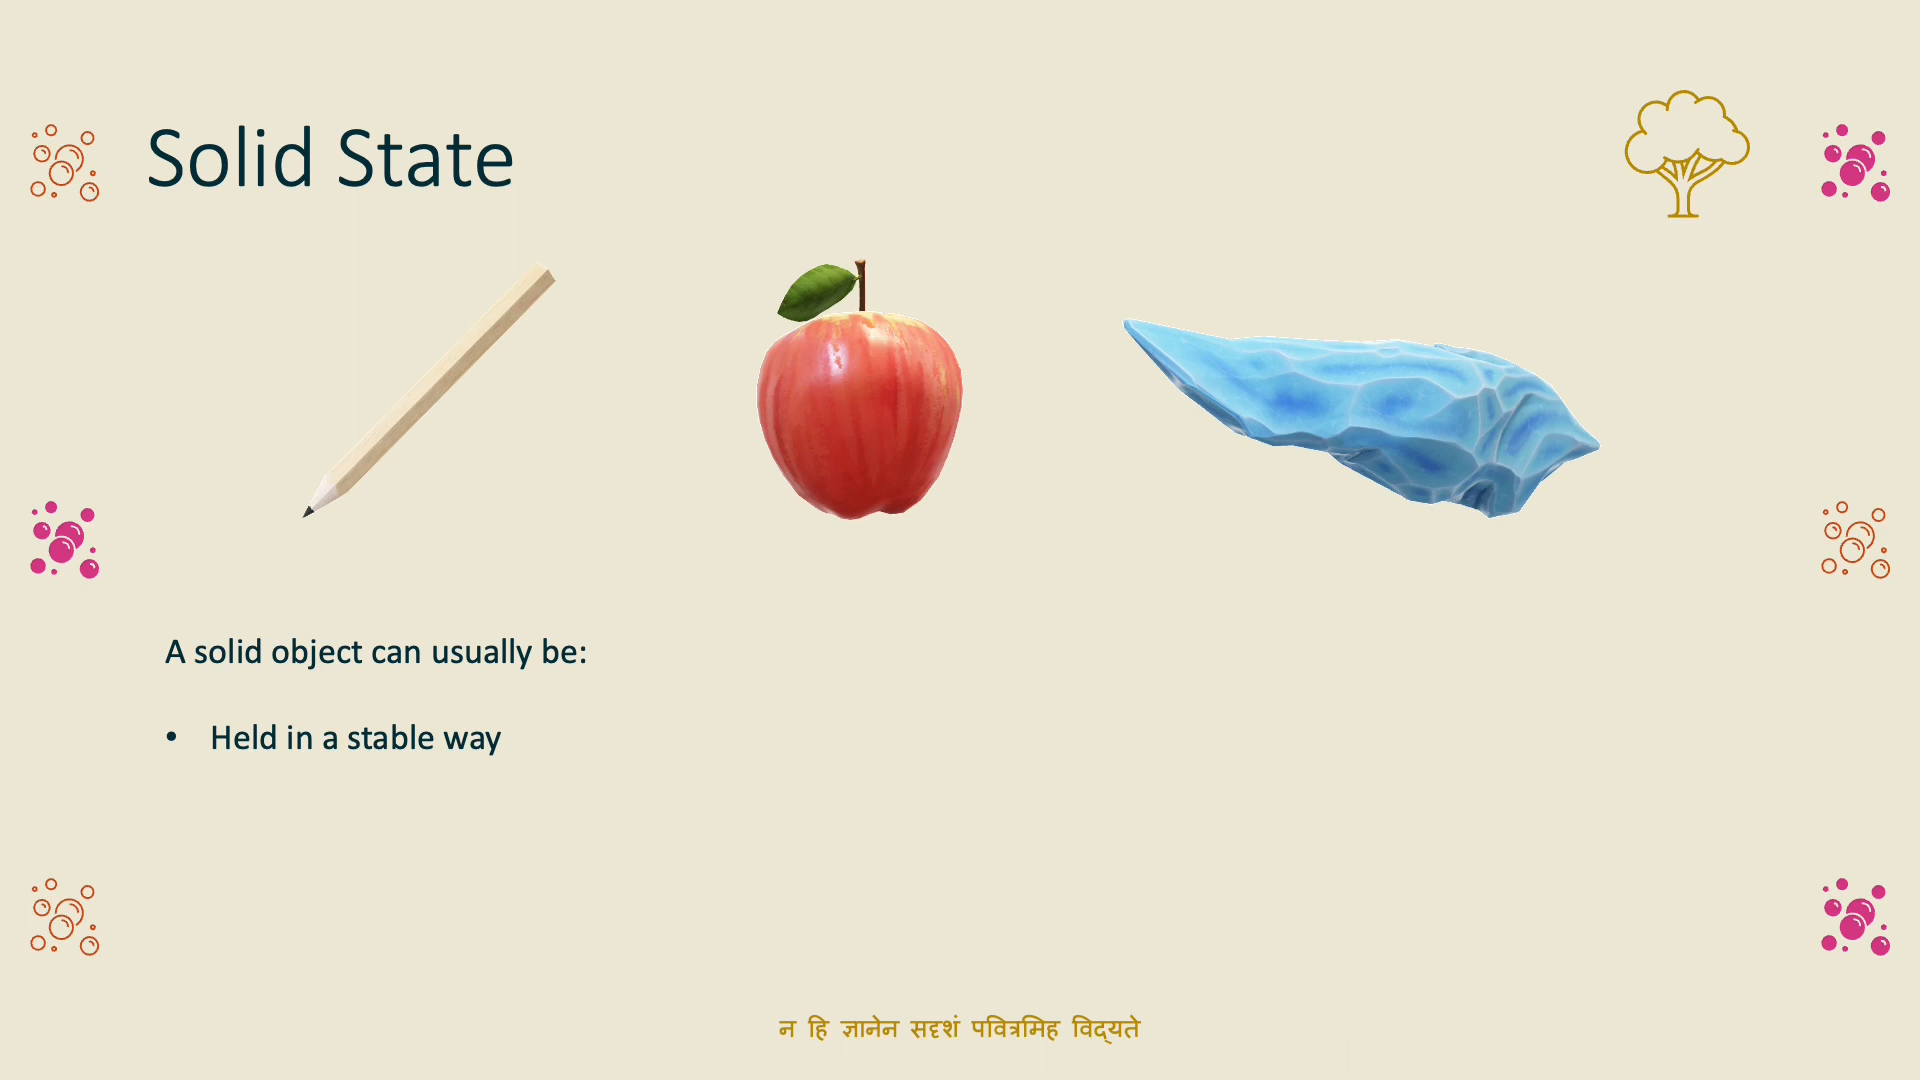 Solid State
A solid object can usually be:
• Held in a stable way
न हि ज्ञानेन सदृशं पवित्रमिह विद्यते